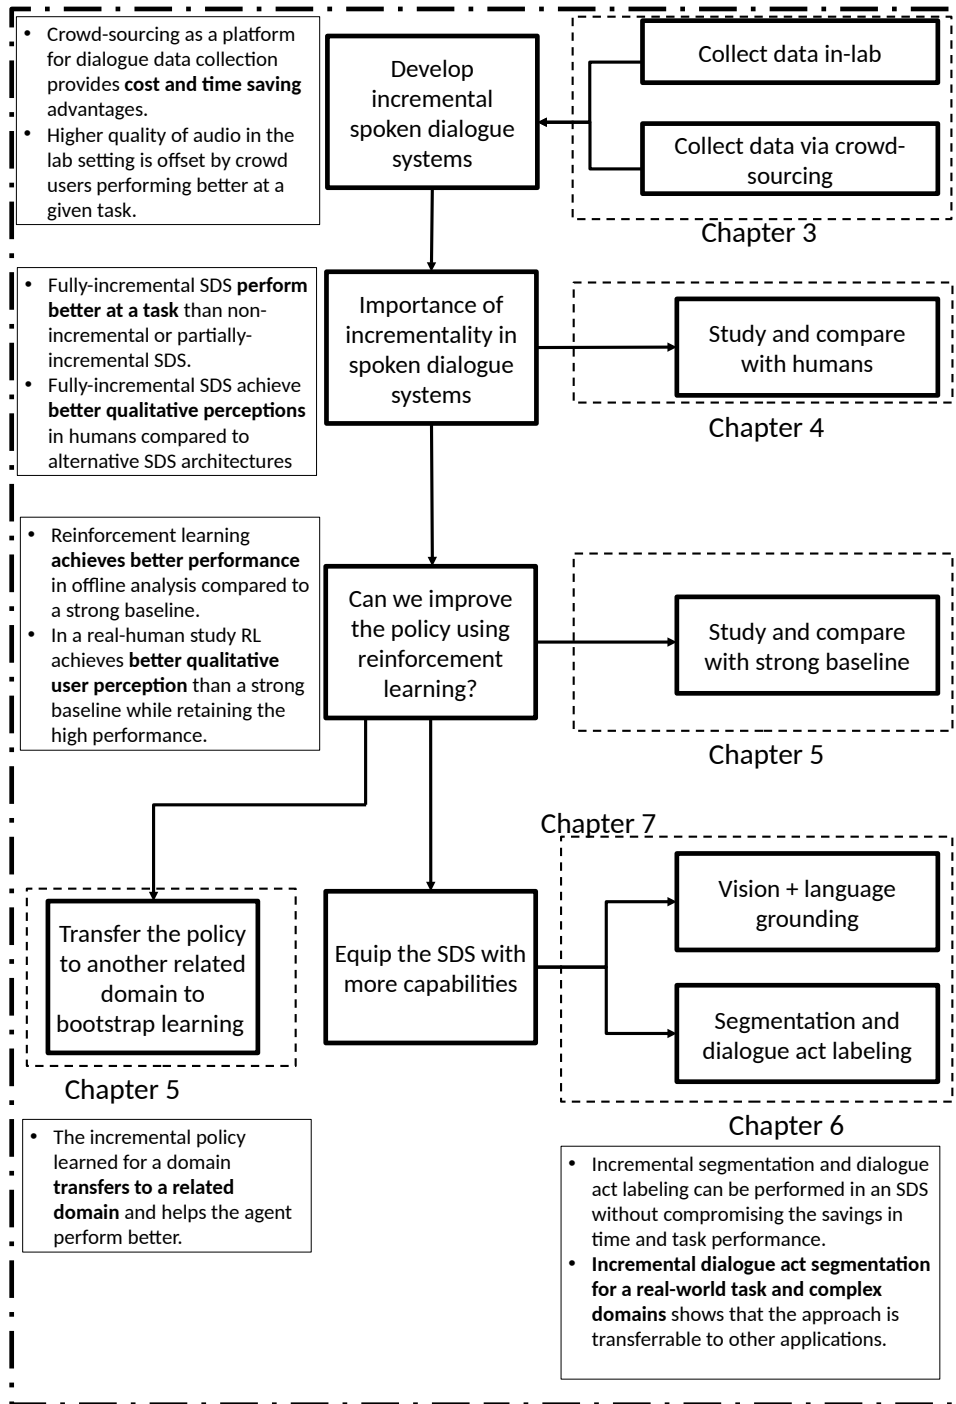 • Crowd-sourcing as a platform
for dialogue data collection
provides cost and time saving
advantages.
• Higher quality of audio in the
lab setting is offset by crowd
users performing better at a
given task.
Develop
incremental
spoken dialogue
systems
Collect data in-lab
Collect data via crowd-
sourcing
Chapter 3
• Fully-incremental SDS perform
better at a task than non-
incremental or partially-
incremental SDS.
• Fully-incremental SDS achieve
better qualitative perceptions
in humans compared to
alternative SDS architectures
Importance of
incrementality in
spoken dialogue
systems
Study and compare
with humans
Chapter 4
• Reinforcement learning
achieves better performance
in offline analysis compared to
a strong baseline.
• In a real-human study RL
achieves better qualitative
user perception than a strong
baseline while retaining the
high performance.
Can we improve
the policy using
reinforcement
learning?
Study and compare
with strong baseline
Chapter 5
Chapter 7
Transfer the policy
to another related
domain to
bootstrap learning
Chapter 5
Equip the SDS with
more capabilities
Vision + language
grounding
Segmentation and
dialogue act labeling
Chapter 6
• The incremental policy
learned for a domain
transfers to a related
domain and helps the agent
perform better.
• Incremental segmentation and dialogue
act labeling can be performed in an SDS
without compromising the savings in
time and task performance.
• Incremental dialogue act segmentation
for a real-world task and complex
domains shows that the approach is
transferrable to other applications.